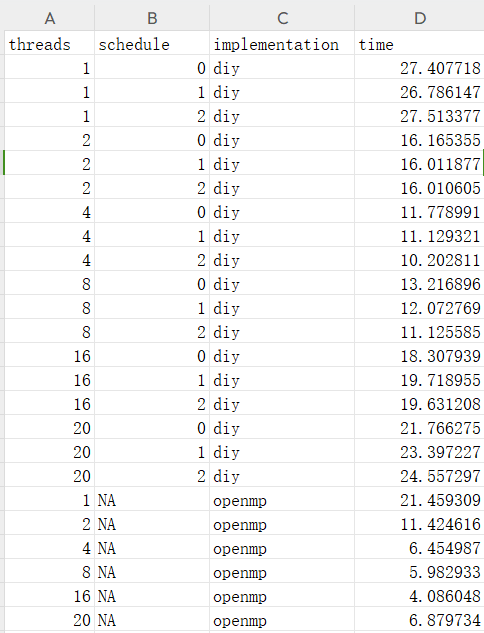 A B C D
threads schedule implementation time
1 0 diy 27.407718
1 1 diy 26.786147
1 2 diy 27.513377
2 0 diy 16.165355
2 1 diy 16.011877
2 2 diy 16.010605
4 0 diy 11.778991
4 1 diy 11.129321
4 2 diy 10.202811
8 0 diy 13.216896
8 1 diy 12.072769
8 2 diy 11.125585
16 0 diy 18.307939
16 1 diy 19.718955
16 2 diy 19.631208
20 0 diy 21.766275
20 1 diy 23.397227
20 2 diy 24.557297
1 NA openmp 21.459309
2 NA openmp 11.424616
4 NA openmp 6.454987
8 NA openmp 5.982933
16 NA openmp 4.086048
20 NA openmp 6.879734